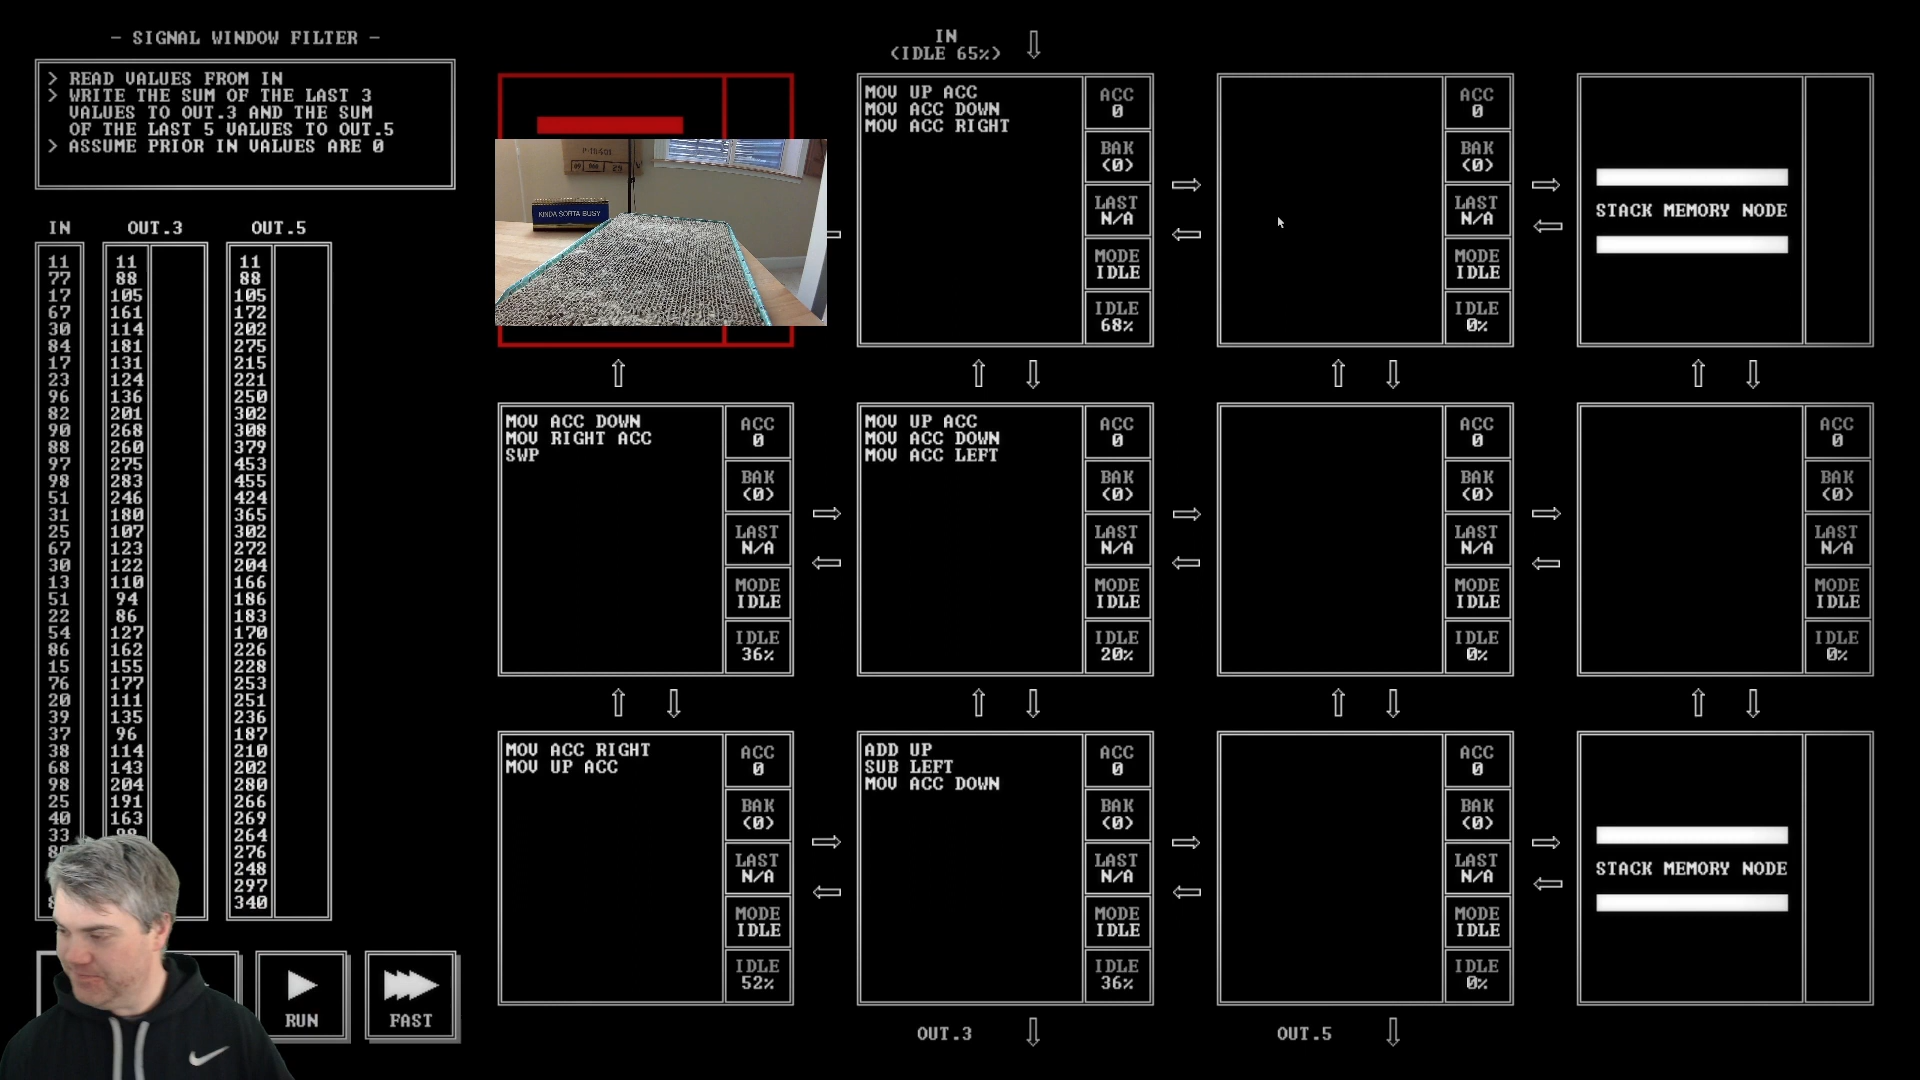 - SIGNAL WINDOW FILTER -
> READ VALUES FROM IN
> WRITE THE SUM OF THE LAST 3
VALUES TO OUT.3 AND THE SUM
OF THE LAST 5 VALUES TO OUT.5
> ASSUME PRIOR IN VALUES ARE 0
IN OUT.3 OUT.5
11 11 11
77 88 88
17 105 105
67 161 172
30 114 202
84 181 275
17 131 215
23 124 221
96 136 250
82 201 302
90 268 308
88 260 379
97 275 453
98 283 455
51 246 424
31 180 365
25 107 302
67 123 272
30 122 204
13 110 166
51 94 186
22 86 183
54 127 170
86 162 226
15 155 228
76 177 253
20 111 251
39 135 236
37 96 187
38 114 210
68 143 202
98 204 280
25 191 266
40 163 269
33 98 264
276
248
297
340
RUN
FAST
IN
(IDLE 65%)
KINDA SORTA BUSY
MOV UP ACC
MOV ACC DOWN
MOV ACC RIGHT
ACC
0
BAK
(0)
LAST
N/A
MODE
IDLE
IDLE
68%
ACC
0
BAK
(0)
LAST
N/A
MODE
IDLE
IDLE
0%
STACK MEMORY NODE
MOV ACC DOWN
MOV RIGHT ACC
SWP
ACC
0
BAK
(0)
LAST
N/A
MODE
IDLE
IDLE
36%
MOV UP ACC
MOV ACC DOWN
MOV ACC LEFT
ACC
0
BAK
(0)
LAST
N/A
MODE
IDLE
IDLE
20%
ACC
0
BAK
(0)
LAST
N/A
MODE
IDLE
IDLE
0%
ACC
0
BAK
(0)
LAST
N/A
MODE
IDLE
IDLE
0%
MOV ACC RIGHT
MOV UP ACC
ACC
0
BAK
(0)
LAST
N/A
MODE
IDLE
IDLE
52%
ADD UP
SUB LEFT
MOV ACC DOWN
ACC
0
BAK
(0)
LAST
N/A
MODE
IDLE
IDLE
36%
ACC
0
BAK
(0)
LAST
N/A
MODE
IDLE
IDLE
0%
STACK MEMORY NODE
OUT.3
OUT.5